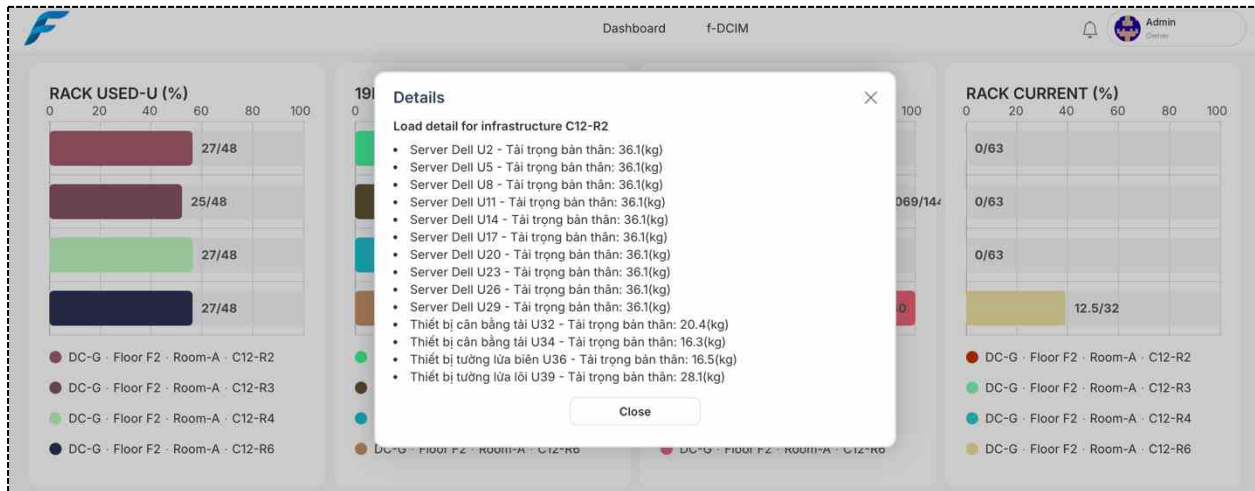 Dashboard f-DCIM
Admin
Owner
RACK USED-U (%)
0 20 40 60 80 100
27/48
25/48
27/48
27/48
DC-G · Floor F2 · Room-A · C12-R2
DC-G · Floor F2 · Room-A · C12-R3
DC-G · Floor F2 · Room-A · C12-R4
DC-G · Floor F2 · Room-A · C12-R6
0
Details
Load detail for infrastructure C12-R2
• Server Dell U2 - Tải trọng bản thân: 36.1(kg)
• Server Dell U5 - Tải trọng bản thân: 36.1(kg)
• Server Dell U8 - Tải trọng bản thân: 36.1(kg)
• Server Dell U11 - Tải trọng bản thân: 36.1(kg)
• Server Dell U14 - Tải trọng bản thân: 36.1(kg)
• Server Dell U17 - Tải trọng bản thân: 36.1(kg)
• Server Dell U20 - Tải trọng bản thân: 36.1(kg)
• Server Dell U23 - Tải trọng bản thân: 36.1(kg)
• Server Dell U26 - Tải trọng bản thân: 36.1(kg)
• Server Dell U29 - Tải trọng bản thân: 36.1(kg)
• Thiết bị cân bằng tải U32 - Tải trọng bản thân: 20.4(kg)
• Thiết bị cân bằng tải U34 - Tải trọng bản thân: 16.3(kg)
• Thiết bị tường lửa biên U36 - Tải trọng bản thân: 16.5(kg)
• Thiết bị tường lửa lõi U39 - Tải trọng bản thân: 28.1(kg)
Close
100
RACK CURRENT (%)
0 20 40 60 80 100
0/63
0/63
0/63
12.5/32
DC-G · Floor F2 · Room-A · C12-R2
DC-G · Floor F2 · Room-A · C12-R3
DC-G · Floor F2 · Room-A · C12-R4
DC-G · Floor F2 · Room-A · C12-R6